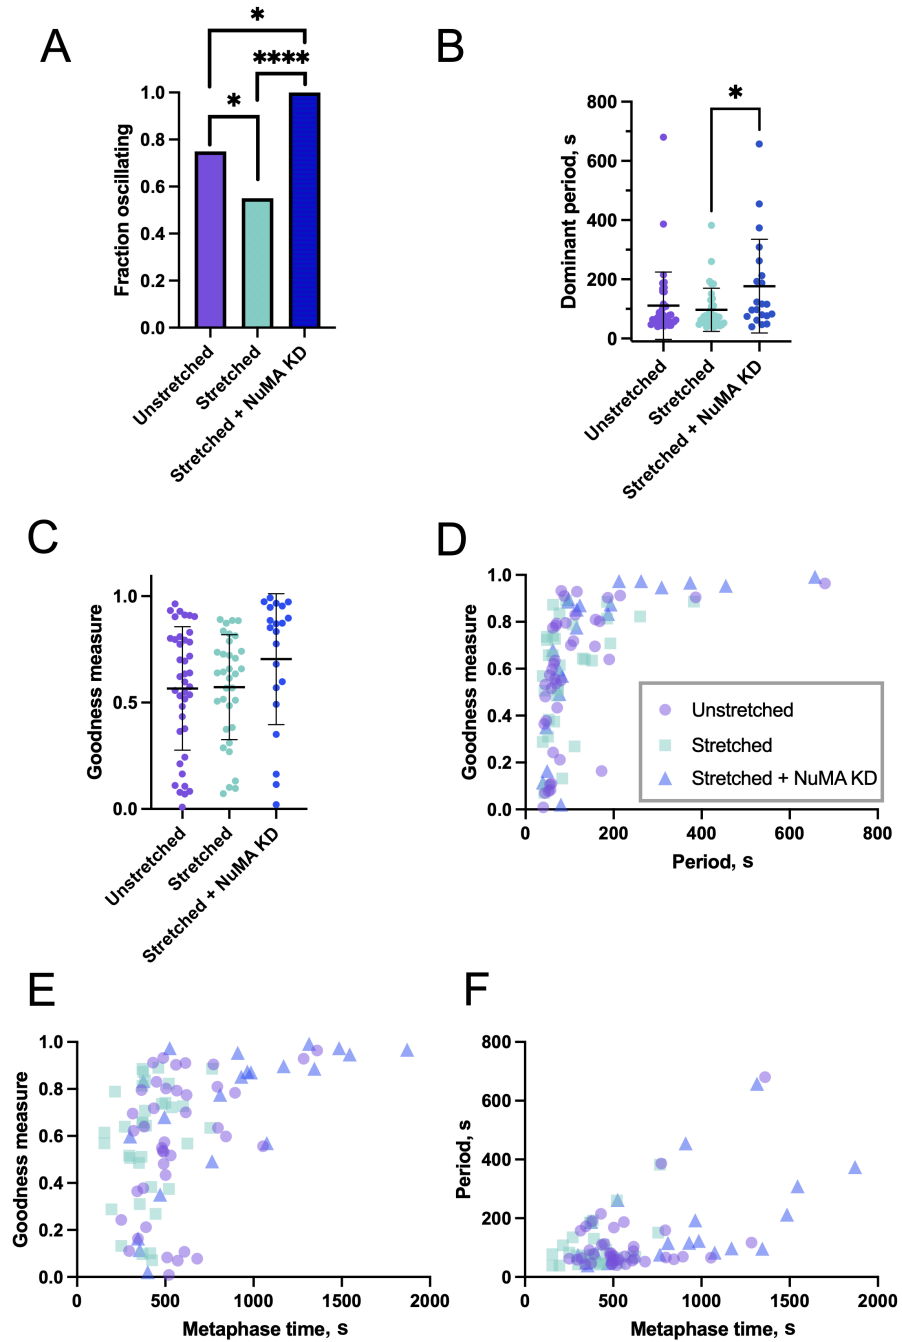 A
*
****
*
1.0
0.8
0.6
0.4
0.2
0.0
Fraction oscillating
Unstretched
Stretched
Stretched + NuMA KD
B
*
800
600
400
200
0
Dominant period, s
Unstretched
Stretched
Stretched + NuMA KD
C
1.0
0.5
0.0
Goodness measure
Unstretched
Stretched
Stretched + NuMA KD
D
1.0
0.8
0.6
0.4
0.2
0.0
Goodness measure
Unstretched
Stretched
Stretched + NuMA KD
0 200 400 600 800
Period, s
E
1.0
0.8
0.6
0.4
0.2
0.0
Goodness measure
0 500 1000 1500 2000
Metaphase time, s
F
800
600
400
200
0
Period, s
0 500 1000 1500 2000
Metaphase time, s